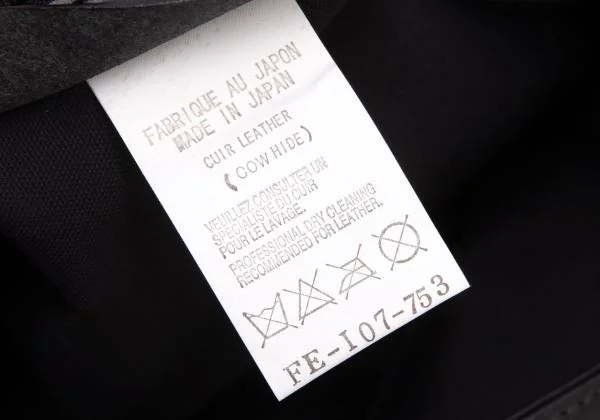 FABRIQUE AU JAPON
MADE IN JAPAN
CUIR LEATHER
(COW HIDE)
VEUILLEZ CONSULTER UN
SPECIALISTE DU CUIR
POUR LE LAVAGE.
PROFESSIONAL DRY CLEANING
RECOMMENDED FOR LEATHER.
FE-I07-753